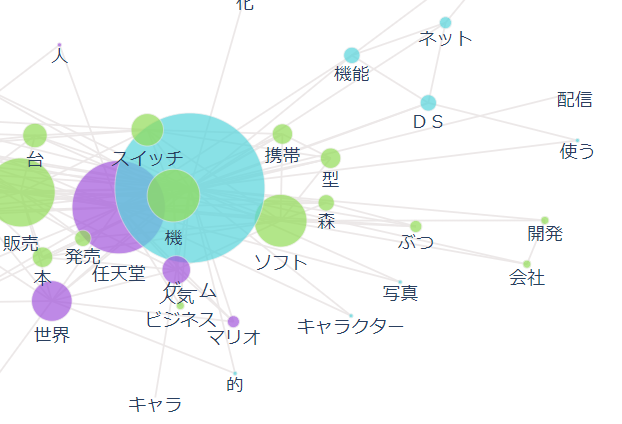 化
ネット
人
機能
配信
ＤＳ
使う
台
スイッチ
携帯
型
販売
発売
機
森
ぶつ
開発
本
任天堂
ソフト
会社
ゲーム
人気
写真
世界
ビジネス
マリオ
キャラクター
的
キャラ